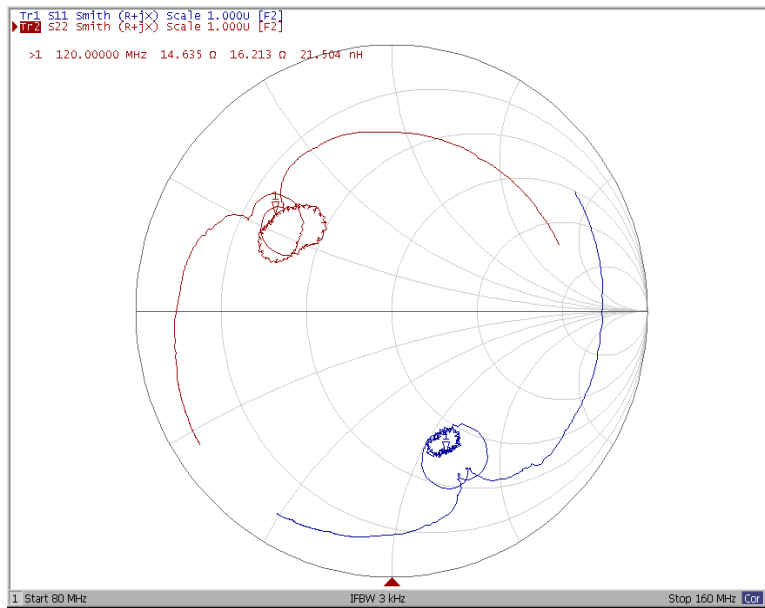 Tr1 S11 Smith (R+jX) Scale 1.000U [F2]
Tr2 S22 Smith (R+jX) Scale 1.000U [F2]
>1 120.00000 MHz 14.635 Ω 16.213 Ω 21.504 nH
1
1
1 Start 80 MHz IFBW 3 kHz Stop 160 MHz Cor